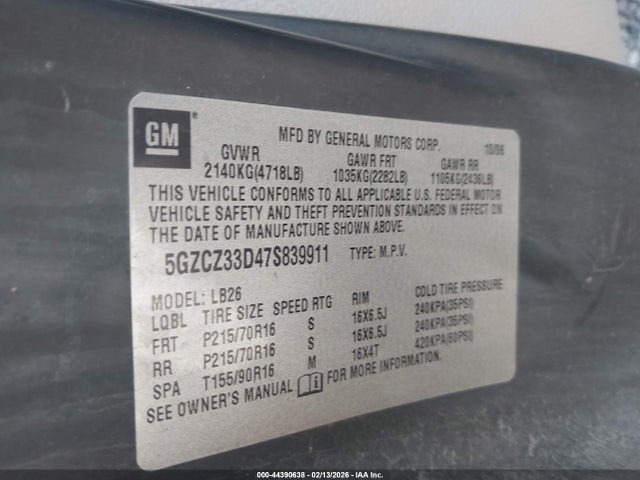 GM ®
MFD BY GENERAL MOTORS CORP. 10/06
GVWR GAWR FRT GAWR RR
2140KG(4718LB) 1035KG(2282LB) 1105KG(2436LB)
THIS VEHICLE CONFORMS TO ALL APPLICABLE U.S. FEDERAL MOTOR
VEHICLE SAFETY AND THEFT PREVENTION STANDARDS IN EFFECT ON
THE DATE OF MANUFACTURE SHOWN ABOVE.
5GZCZ33D47S839911 TYPE: M.P.V.
MODEL: LB26
LQBL TIRE SIZE SPEED RTG RIM COLD TIRE PRESSURE
FRT P215/70R16 S 16X6.5J 240KPA(35PSI)
RR P215/70R16 S 16X6.5J 240KPA(35PSI)
SPA T155/90R16 M 16X4T 420KPA(60PSI)
SEE OWNER'S MANUAL i FOR MORE INFORMATION.
000-44390638 - 02/13/2026 - IAA Inc.